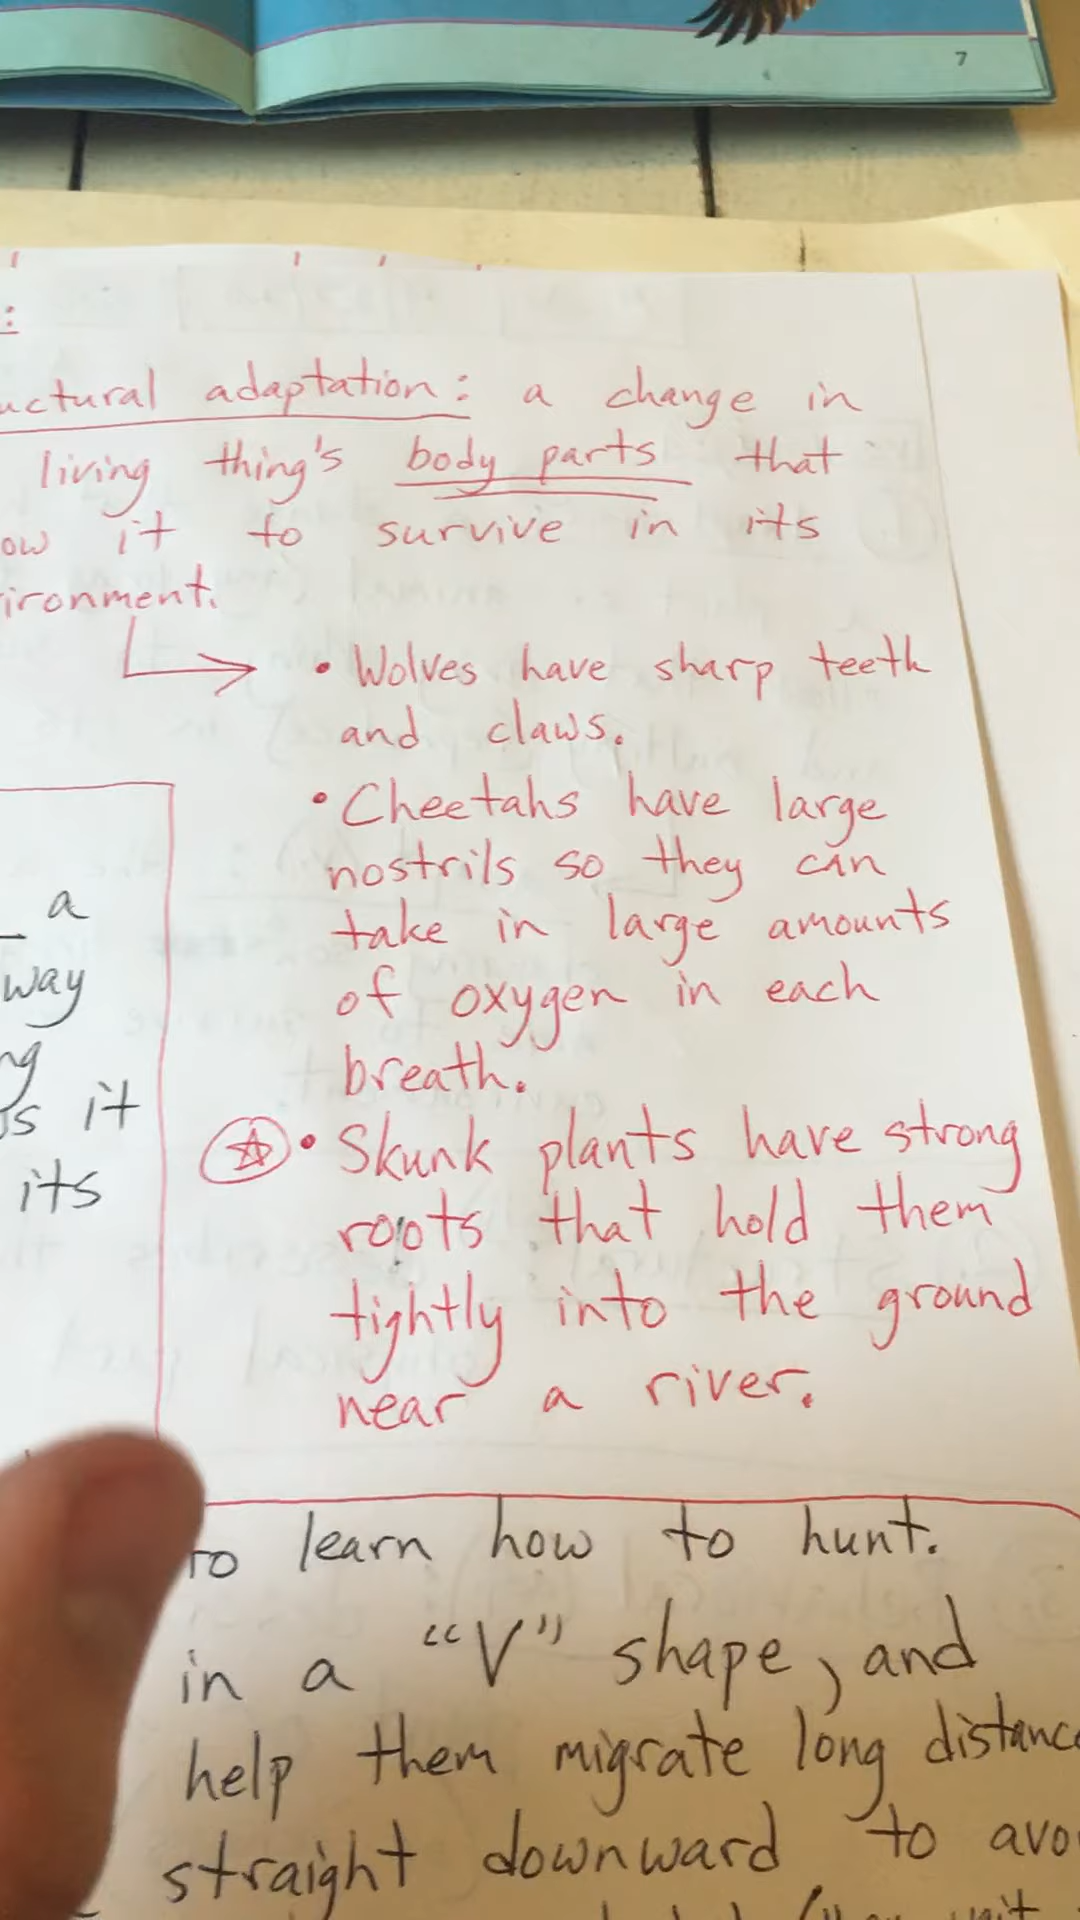 7
:
uctural adaptation: a change in
living thing's body parts that
ow it to survive in its
ironment.
• Wolves have sharp teeth
and claws.
• Cheetahs have large
nostrils so they can
take in large amounts
of oxygen in each
breath.
• Skunk plants have strong
roots that hold them
tightly into the ground
near a river.
a
way
ng
s it
its
to learn how to hunt.
in a "V" shape, and
help them migrate long distanc
straight downward to avo